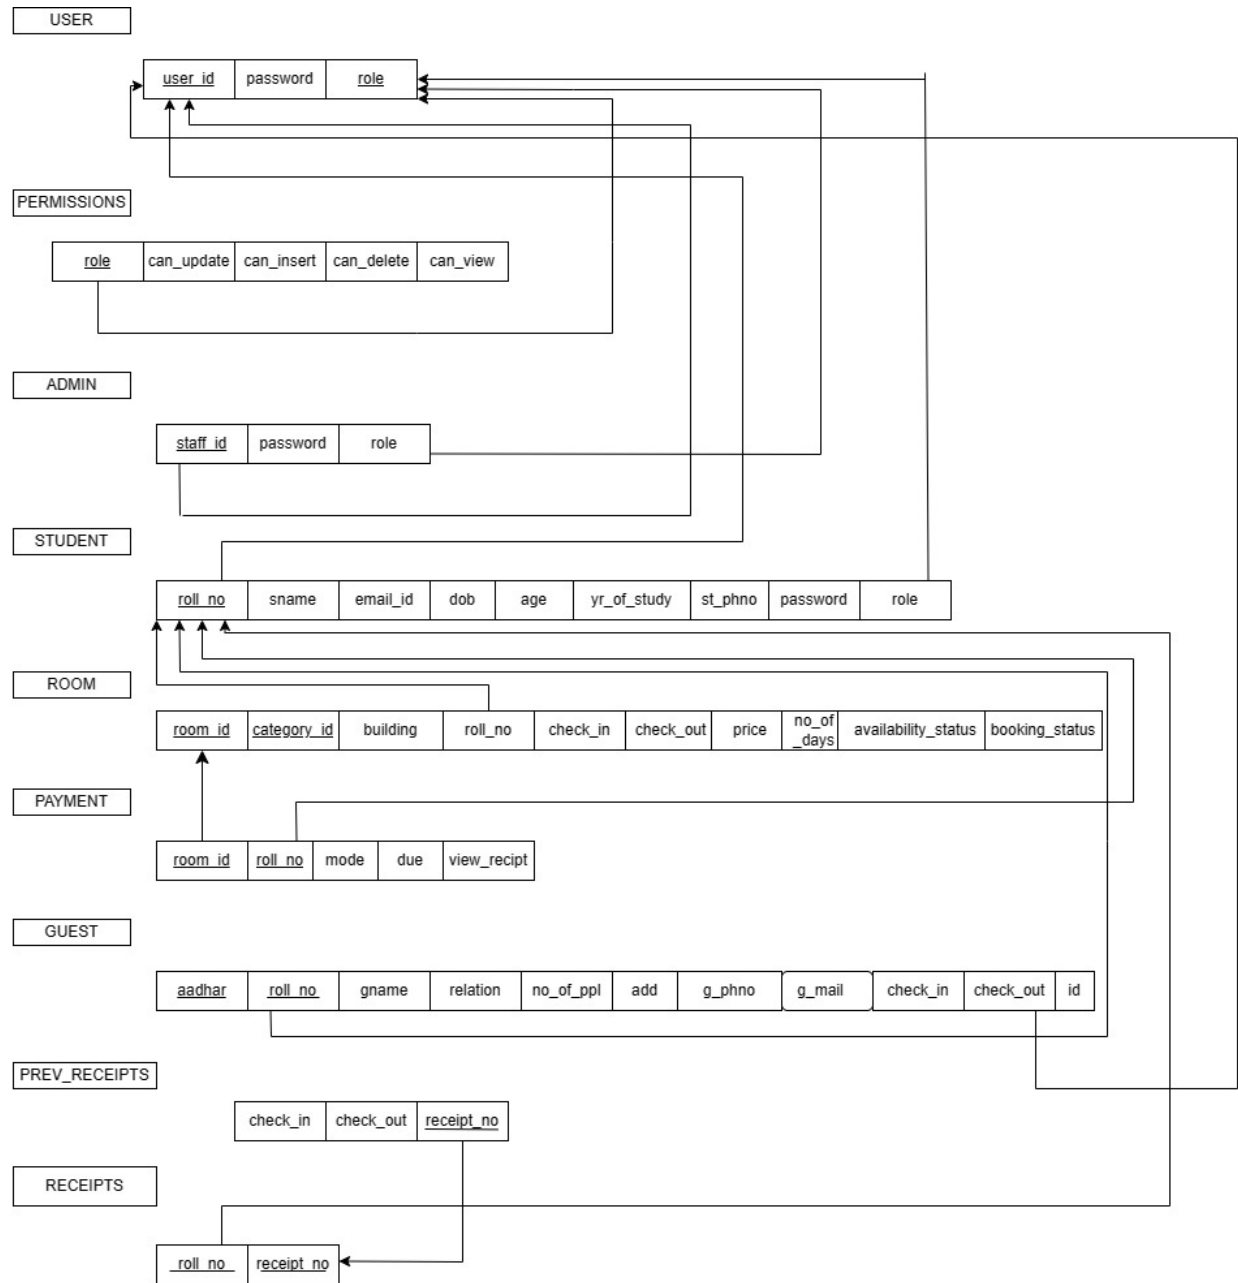 USER
user_id password role
PERMISSIONS
role can_update can_insert can_delete can_view
ADMIN
staff_id password role
STUDENT
roll_no sname email_id dob age yr_of_study st_phno password role
ROOM
room_id category_id building roll_no check_in check_out price no_of
_days availability_status booking_status
PAYMENT
room_id roll_no mode due view_recipt
GUEST
aadhar roll_no gname relation no_of_ppl add g_phno g_mail check_in check_out id
PREV_RECEIPTS
check_in check_out receipt_no
RECEIPTS
roll_no receipt_no